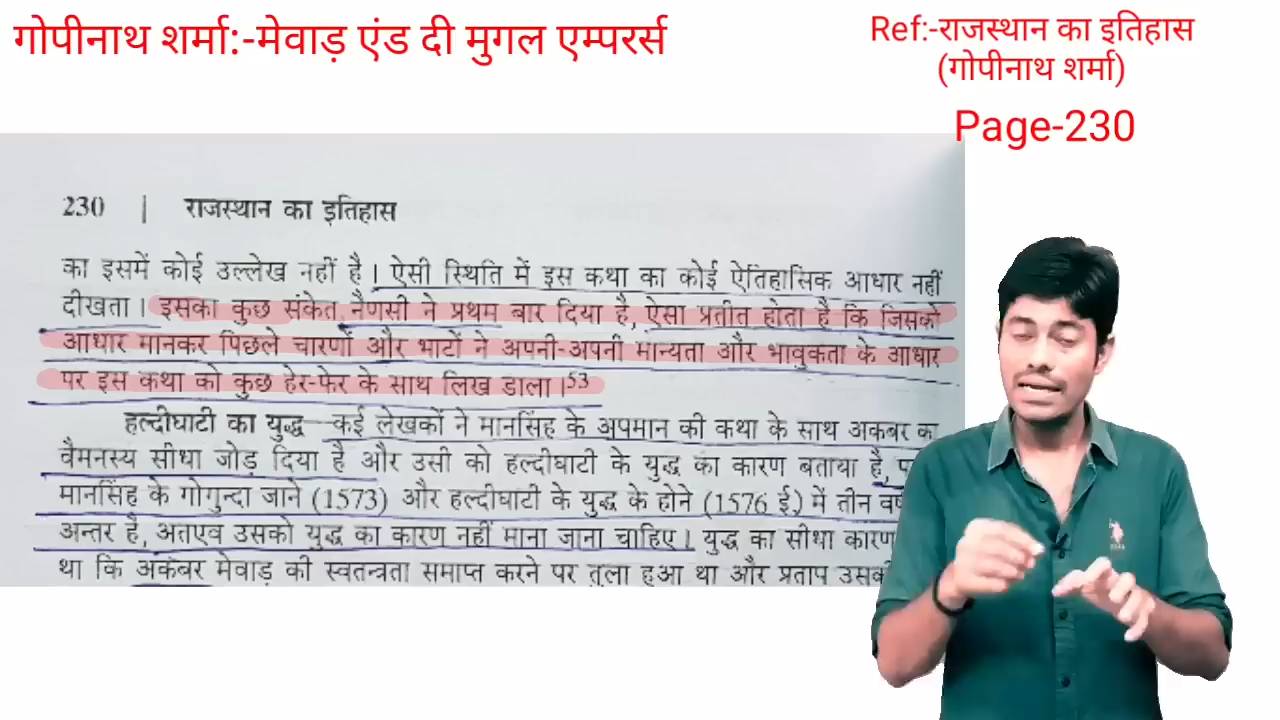 गोपीनाथ शर्मा:-मेवाड़ एंड दी मुगल एम्परर्स
Ref:-राजस्थान का इतिहास
(गोपीनाथ शर्मा)
Page-230
230 | राजस्थान का इतिहास
का इसमें कोई उल्लेख नहीं है। ऐसी स्थिति में इस कथा का कोई ऐतिहासिक आधार नहीं
दीखता। इसका कुछ संकेत नैणसी ने प्रथम बार दिया है, ऐसा प्रतीत होता है कि जिसको
आधार मानकर पिछले चारणों और भाटों ने अपनी-अपनी मान्यता और भावुकता के आधार
पर इस कथा को कुछ हेर-फेर के साथ लिख डाला।53
हल्दीघाटी का युद्ध—कई लेखकों ने मानसिंह के अपमान की कथा के साथ अकबर का
वैमनस्य सीधा जोड़ दिया है और उसी को हल्दीघाटी के युद्ध का कारण बताया है,
मानसिंह के गोगुन्दा जाने (1573) और हल्दीघाटी के युद्ध के होने (1576 ई.) में तीन
अन्तर है, अतएव उसको युद्ध का कारण नहीं माना जाना चाहिए। युद्ध का सीधा कारण
था कि अकबर मेवाड़ की स्वतन्त्रता समाप्त करने पर तुला हुआ था और प्रताप